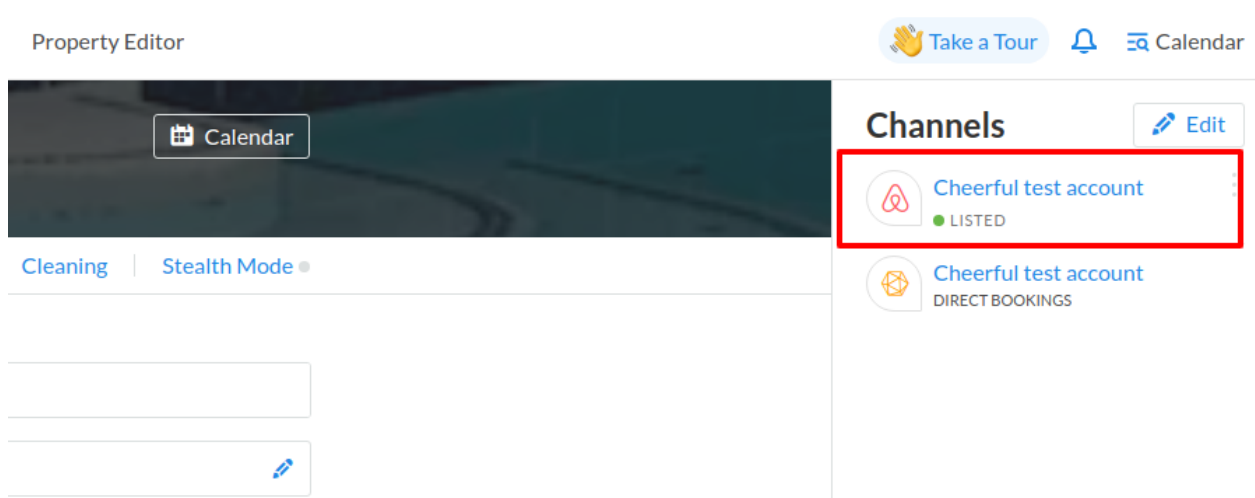 Property Editor
Take a Tour
Calendar
Calendar
Cleaning
Stealth Mode
Channels
Edit
Cheerful test account
LISTED
Cheerful test account
DIRECT BOOKINGS